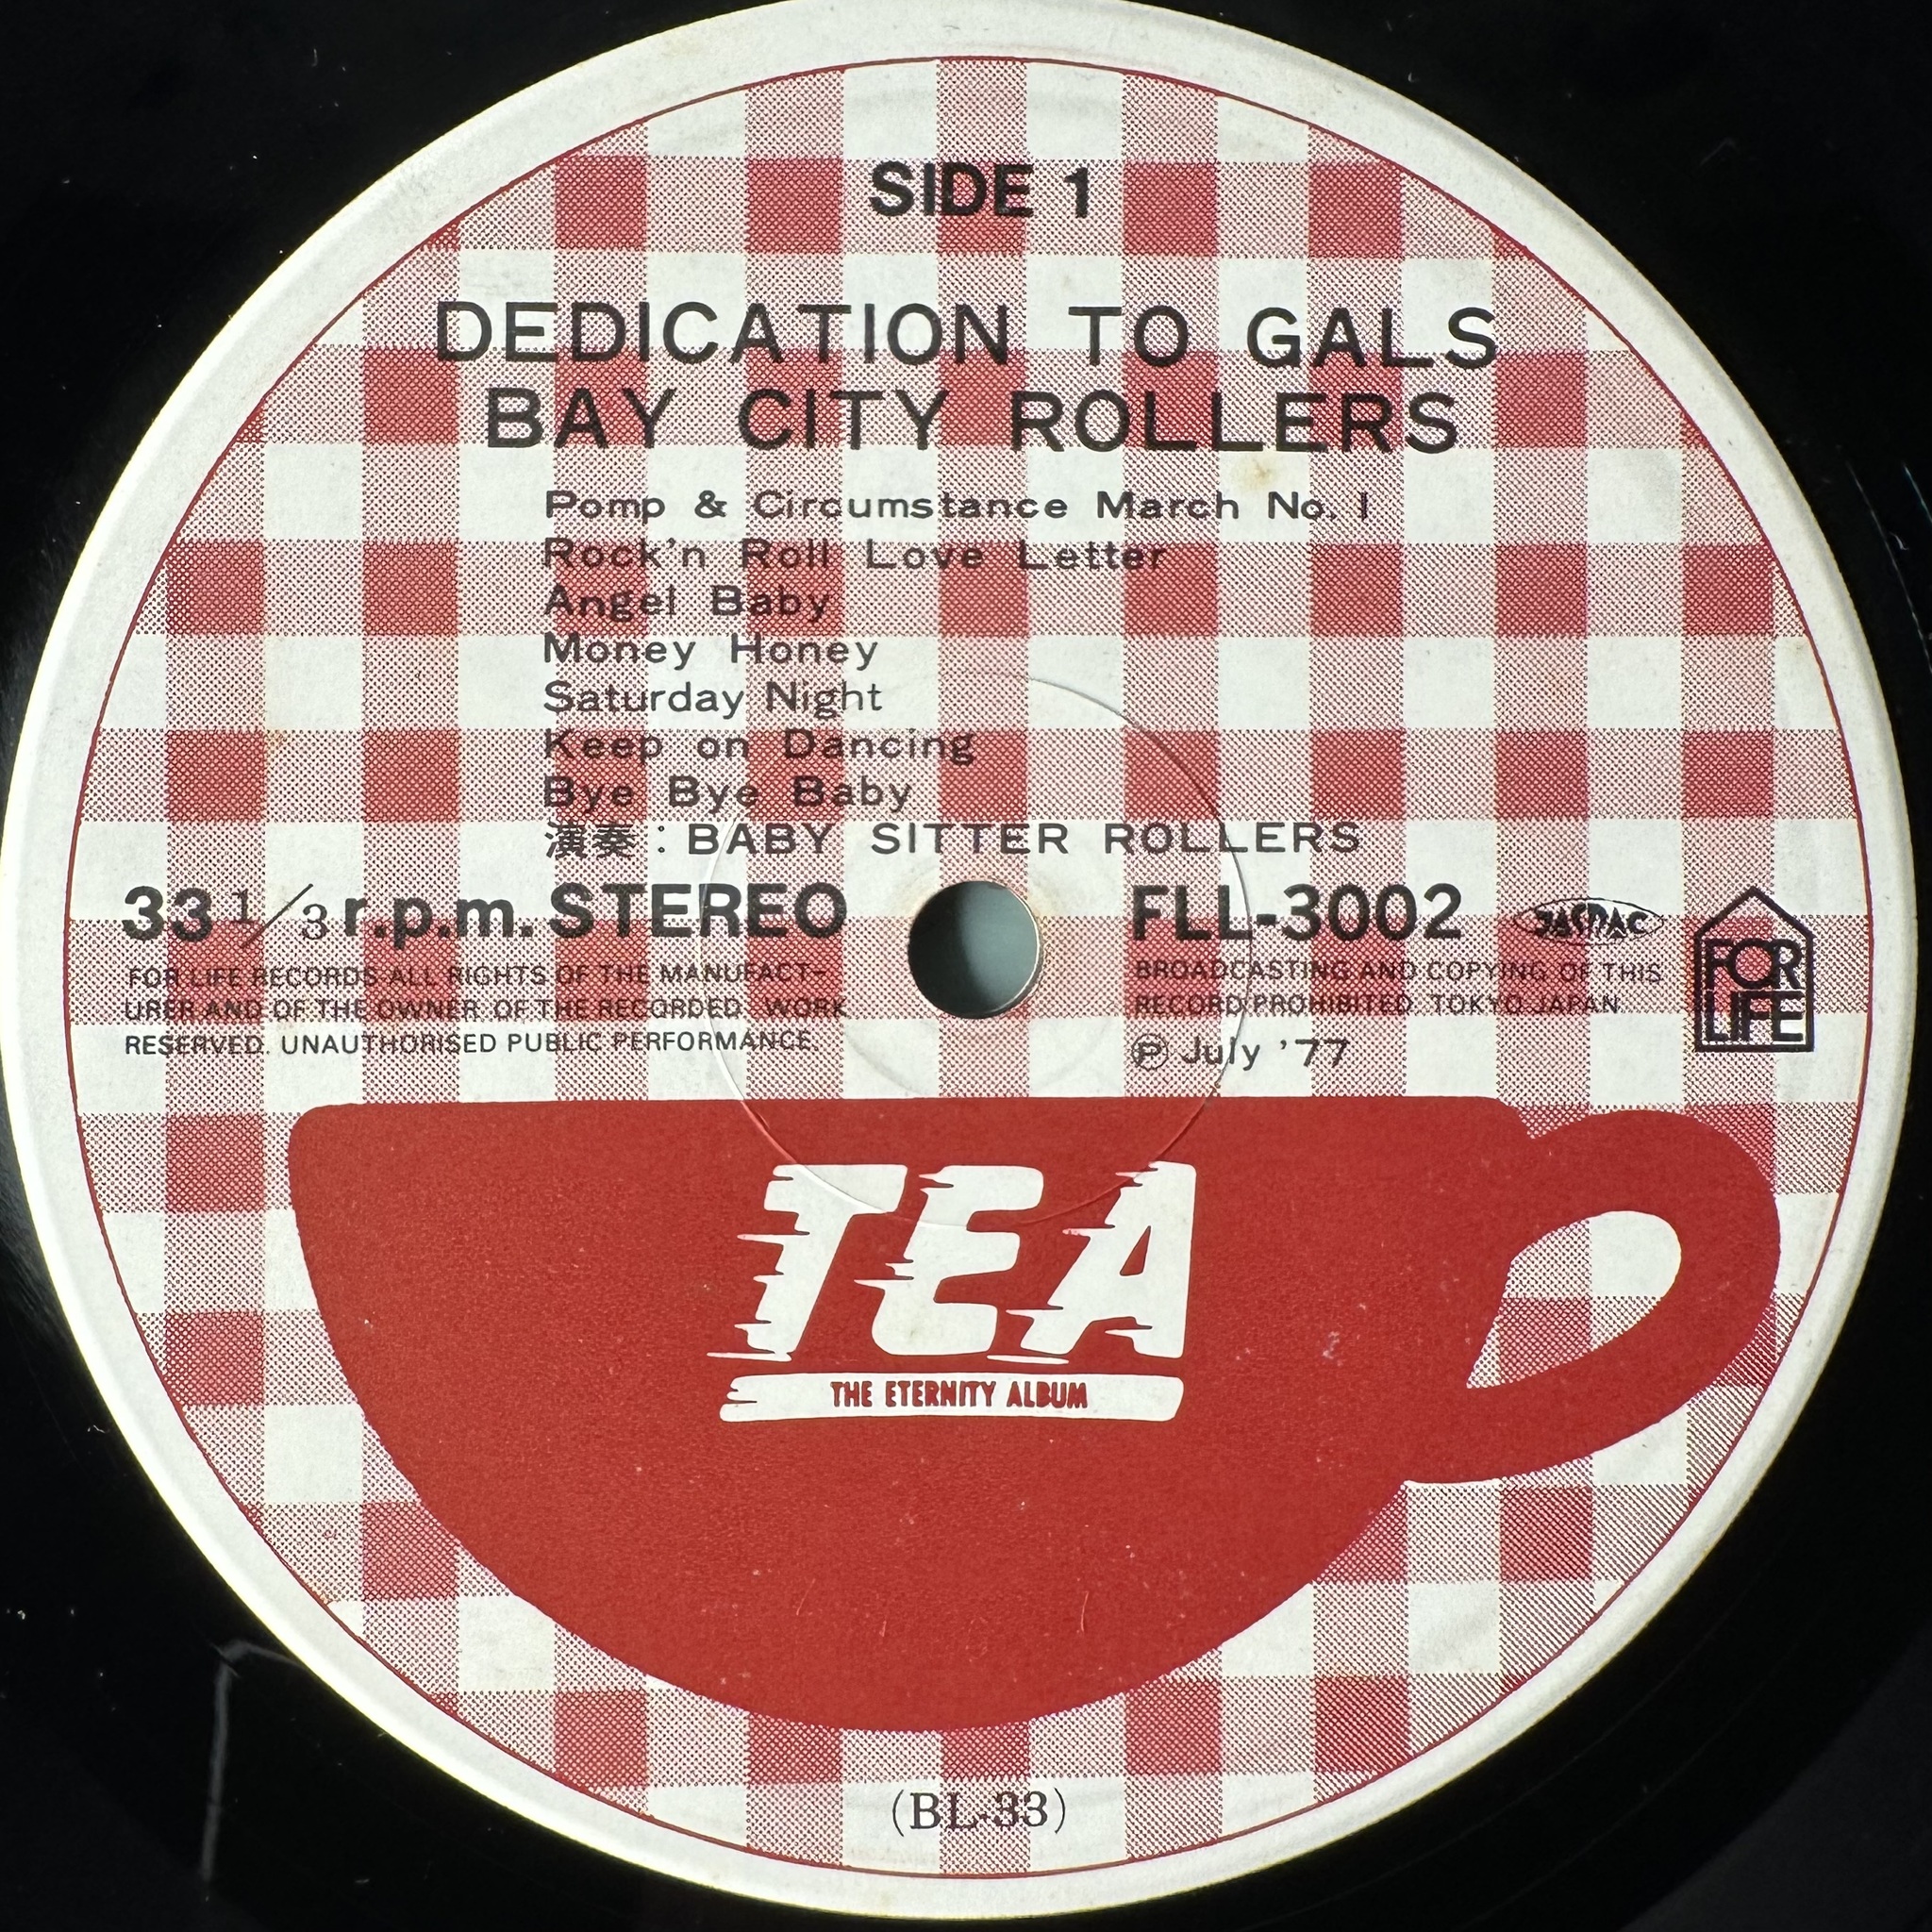 SIDE 1
DEDICATION TO GALS
BAY CITY ROLLERS
Pomp & Circumstance March No. 1
Rock'n Roll Love Letter
Angel Baby
Money Honey
Saturday Night
Keep on Dancing
Bye Bye Baby
演奏：BABY SITTER ROLLERS
33 1/3 r.p.m. STEREO
FLL-3002
JASRAC
FOR LIFE
FOR LIFE RECORDS-ALL RIGHTS OF THE MANUFACT-
URER AND OF THE OWNER OF THE RECORDED WORK
RESERVED. UNAUTHORISED PUBLIC PERFORMANCE.
BROADCASTING AND COPYING OF THIS
RECORD PROHIBITED. TOKYO JAPAN
Ⓟ July '77
TEA
THE ETERNITY ALBUM
(BL-33)